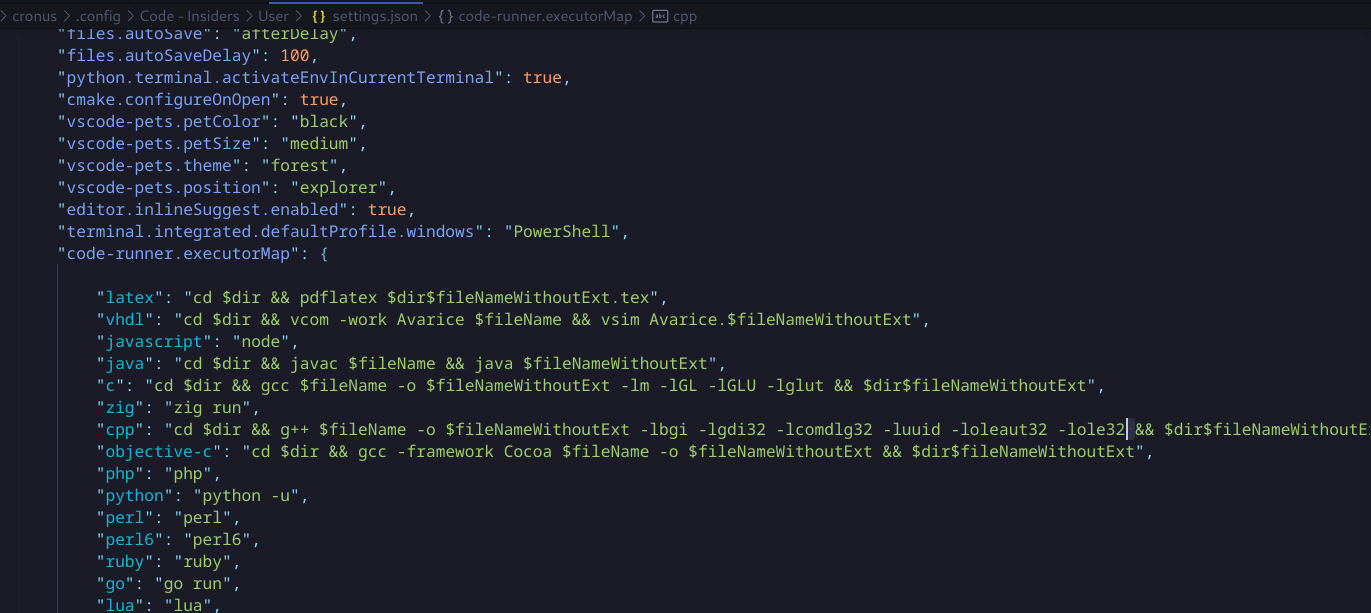 cronus > .config > Code - Insiders > User > {} settings.json > {} code-runner.executorMap > abc cpp
"files.autoSave": "afterDelay",
"files.autoSaveDelay": 100,
"python.terminal.activateEnvInCurrentTerminal": true,
"cmake.configureOnOpen": true,
"vscode-pets.petColor": "black",
"vscode-pets.petSize": "medium",
"vscode-pets.theme": "forest",
"vscode-pets.position": "explorer",
"editor.inlineSuggest.enabled": true,
"terminal.integrated.defaultProfile.windows": "PowerShell",
"code-runner.executorMap": {
"latex": "cd $dir && pdflatex $dir$fileNameWithoutExt.tex",
"vhdl": "cd $dir && vcom -work Avarice $fileName && vsim Avarice.$fileNameWithoutExt",
"javascript": "node",
"java": "cd $dir && javac $fileName && java $fileNameWithoutExt",
"c": "cd $dir && gcc $fileName -o $fileNameWithoutExt -lm -lGL -lGLU -lglut && $dir$fileNameWithoutExt",
"zig": "zig run",
"cpp": "cd $dir && g++ $fileName -o $fileNameWithoutExt -lbgi -lgdi32 -lcomdlg32 -luuid -loleaut32 -lole32 && $dir$fileNameWithoutE
"objective-c": "cd $dir && gcc -framework Cocoa $fileName -o $fileNameWithoutExt && $dir$fileNameWithoutExt",
"php": "php",
"python": "python -u",
"perl": "perl",
"perl6": "perl6",
"ruby": "ruby",
"go": "go run",
"lua": "lua",